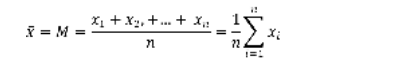 x̄ = M = (x₁ + x₂, + ... + xₙ) / n = (1/n) ∑ᵢ₌₁ⁿ xᵢ